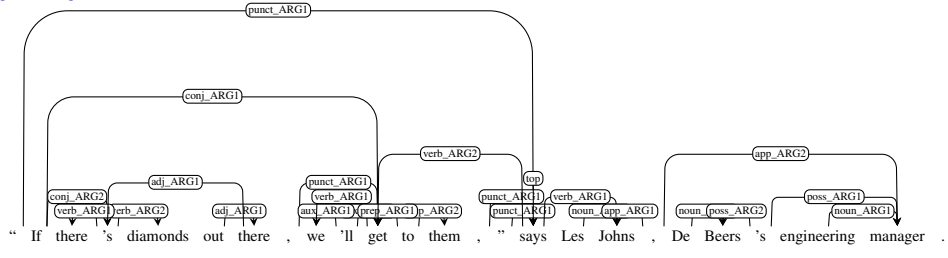 punct_ARG1
conj_ARG1
verb_ARG2 app_ARG2
top
adj_ARG1 punct_ARG1
conj_ARG2 verb_ARG1 punct_ARG1 verb_ARG1 poss_ARG1
verb_ARG1 erb_ARG2 adj_ARG1 aux_ARG1 prep_ARG1 p_ARG2 punct_ARG1 noun_ app_ARG1 noun_ poss_ARG2 noun_ARG1
“ If there 's diamonds out there , we 'll get to them , ” says Les Johns , De Beers 's engineering manager .